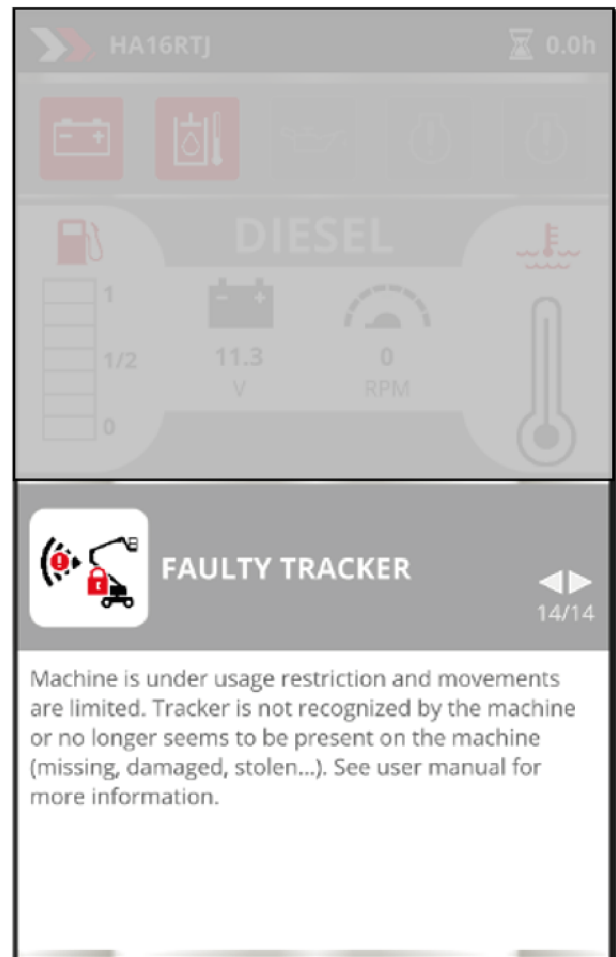 HA16RTJ
0.0h
DIESEL
1
1/2
0
11.3
V
0
RPM
FAULTY TRACKER
14/14
Machine is under usage restriction and movements
are limited. Tracker is not recognized by the machine
or no longer seems to be present on the machine
(missing, damaged, stolen...). See user manual for
more information.